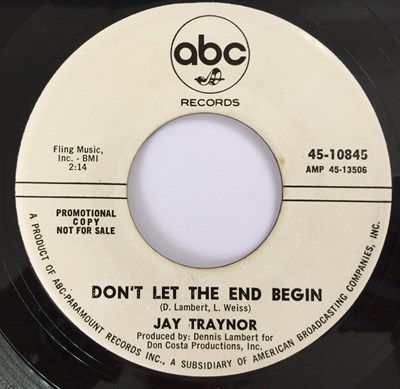 abc
RECORDS
Fling Music,
Inc. - BMI
2:14
45-10845
AMP 45-13506
PROMOTIONAL
COPY
NOT FOR SALE
DON'T LET THE END BEGIN
(D. Lambert, L. Weiss)
JAY TRAYNOR
Produced by: Dennis Lambert for
Don Costa Productions, Inc.
A PRODUCT OF ABC-PARAMOUNT RECORDS INC., A SUBSIDIARY OF AMERICAN BROADCASTING COMPANIES, INC.